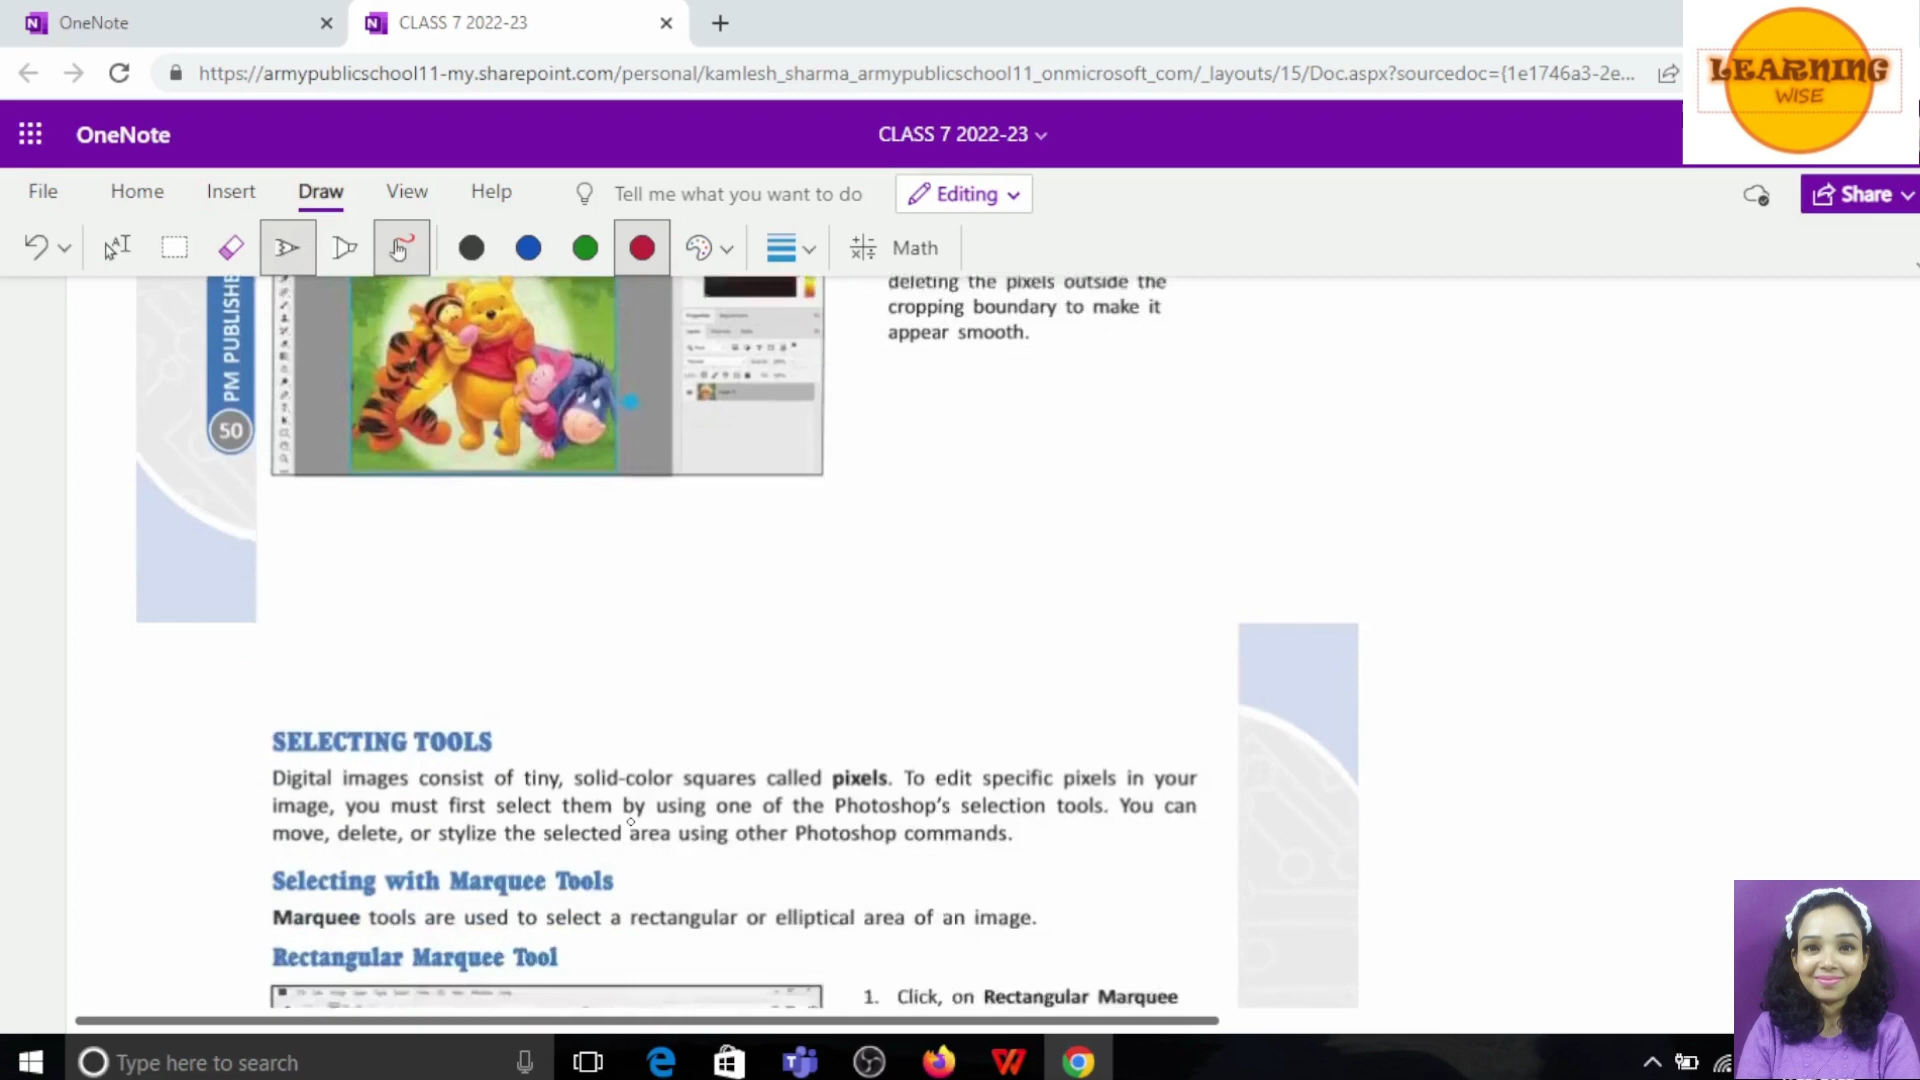 OneNote
CLASS 7 2022-23
https://armypublicschool11-my.sharepoint.com/personal/kamlesh_sharma_armypublicschool11_onmicrosoft_com/_layouts/15/Doc.aspx?sourcedoc={1e1746a3-2e...
LEARNING
WISE
OneNote
CLASS 7 2022-23
File Home Insert Draw View Help Tell me what you want to do Editing Share
Math
PM PUBLISHE
50
deleting the pixels outside the
cropping boundary to make it
appear smooth.
SELECTING TOOLS
Digital images consist of tiny, solid-color squares called pixels. To edit specific pixels in your
image, you must first select them by using one of the Photoshop's selection tools. You can
move, delete, or stylize the selected area using other Photoshop commands.
Selecting with Marquee Tools
Marquee tools are used to select a rectangular or elliptical area of an image.
Rectangular Marquee Tool
1. Click, on Rectangular Marquee
Type here to search